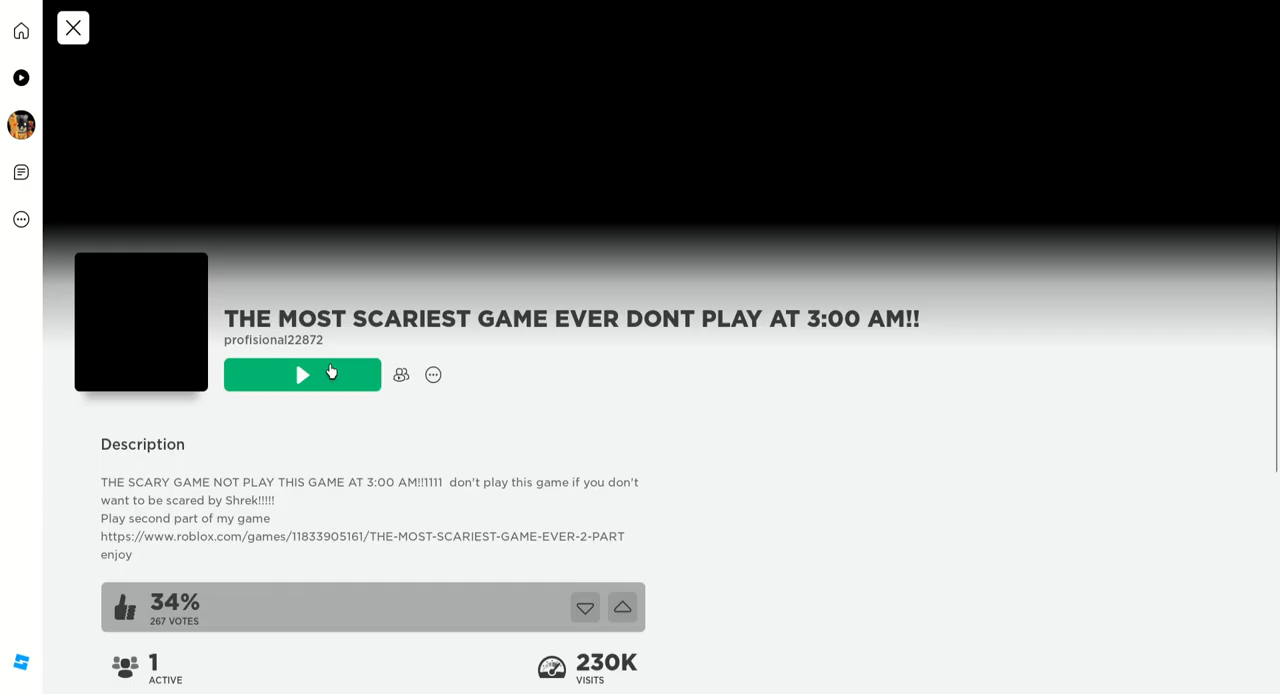 THE MOST SCARIEST GAME EVER DONT PLAY AT 3:00 AM!!
profisional22872
Description
THE SCARY GAME NOT PLAY THIS GAME AT 3:00 AM!!1111 don't play this game if you don't
want to be scared by Shrek!!!!!
Play second part of my game
https://www.roblox.com/games/11833905161/THE-MOST-SCARIEST-GAME-EVER-2-PART
enjoy
34%
267 VOTES
1
ACTIVE
230K
VISITS